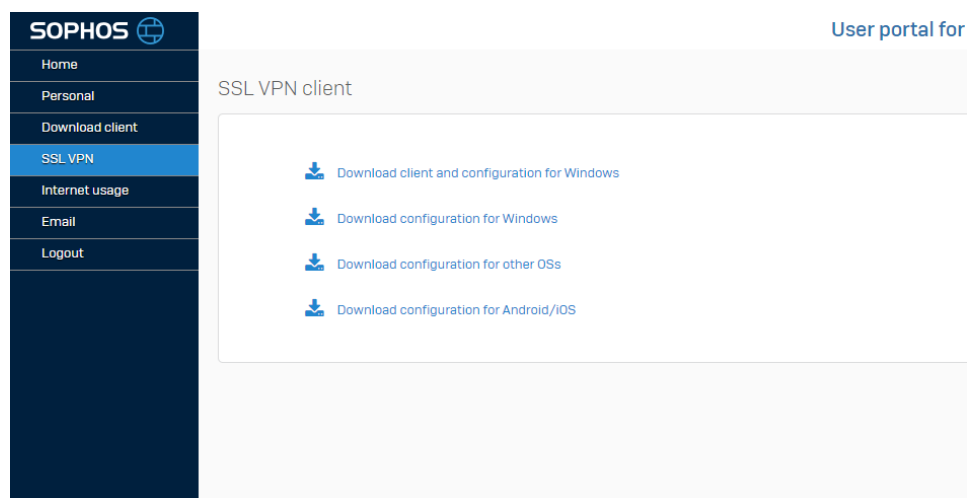 SOPHOS
User portal for
Home
Personal
Download client
SSL VPN
Internet usage
Email
Logout
SSL VPN client
Download client and configuration for Windows
Download configuration for Windows
Download configuration for other OSs
Download configuration for Android/iOS